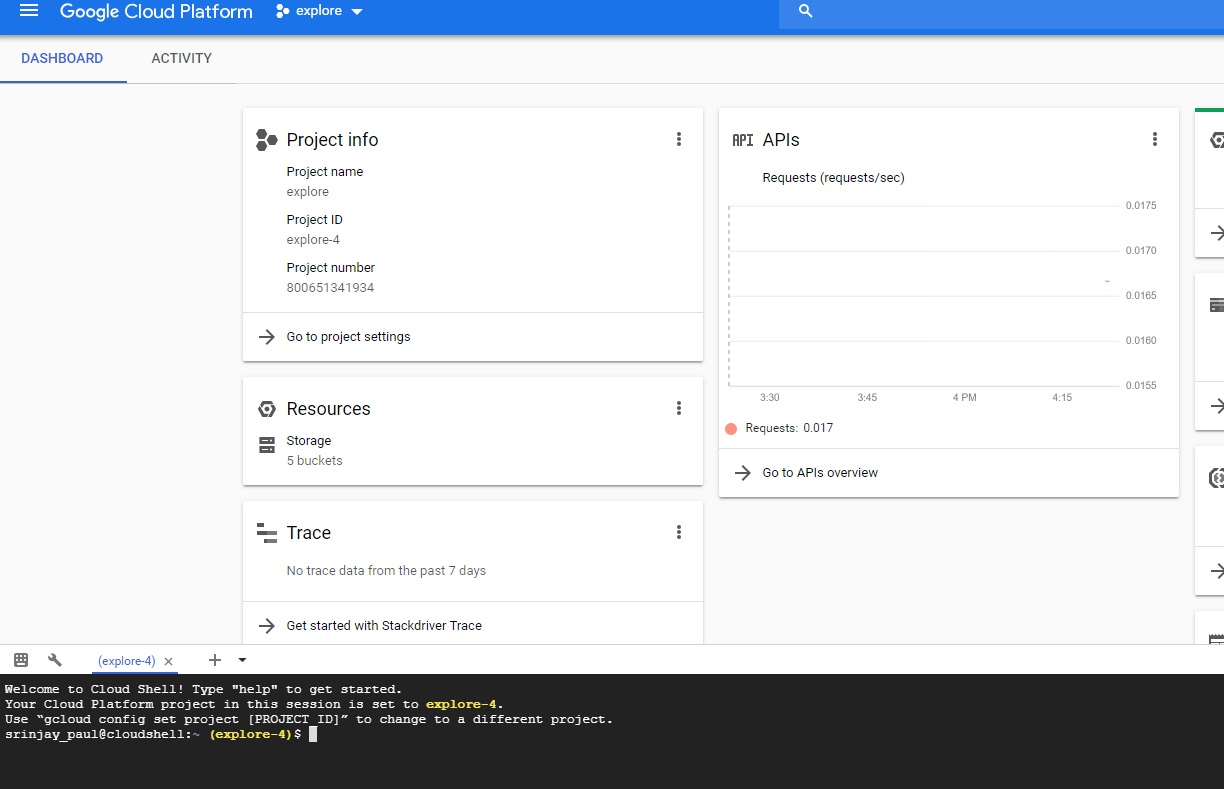 Google Cloud Platform
explore
DASHBOARD
ACTIVITY
Project info
Project name
explore
Project ID
explore-4
Project number
800651341934
Go to project settings
Resources
Storage
5 buckets
Trace
No trace data from the past 7 days
Get started with Stackdriver Trace
API APIs
Requests (requests/sec)
0.0175
0.0170
0.0165
0.0160
0.0155
3:30 3:45 4 PM 4:15
Requests: 0.017
Go to APIs overview
(explore-4)
Welcome to Cloud Shell! Type "help" to get started.
Your Cloud Platform project in this session is set to explore-4.
Use “gcloud config set project [PROJECT_ID]” to change to a different project.
srinjay_paul@cloudshell:~ (explore-4)$